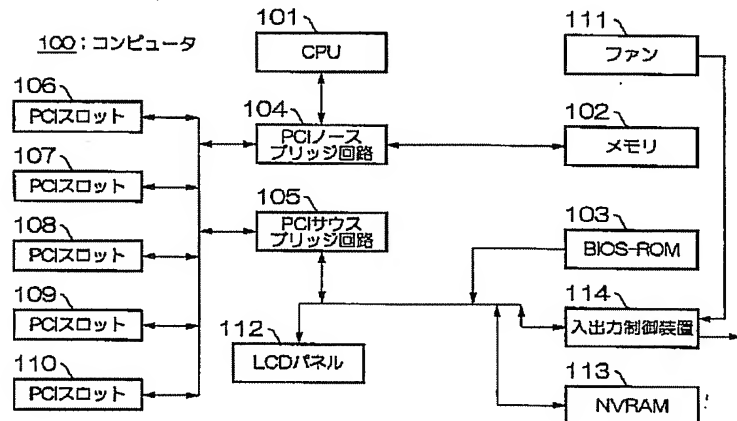 100:コンピュータ
101
CPU
111
ファン
106
PCIスロット
104
PCIノース
ブリッジ回路
102
メモリ
107
PCIスロット
105
PCIサウス
ブリッジ回路
108
PCIスロット
103
BIOS-ROM
109
PCIスロット
114
入出力制御装置
112
LCDパネル
110
PCIスロット
113
NVRAM